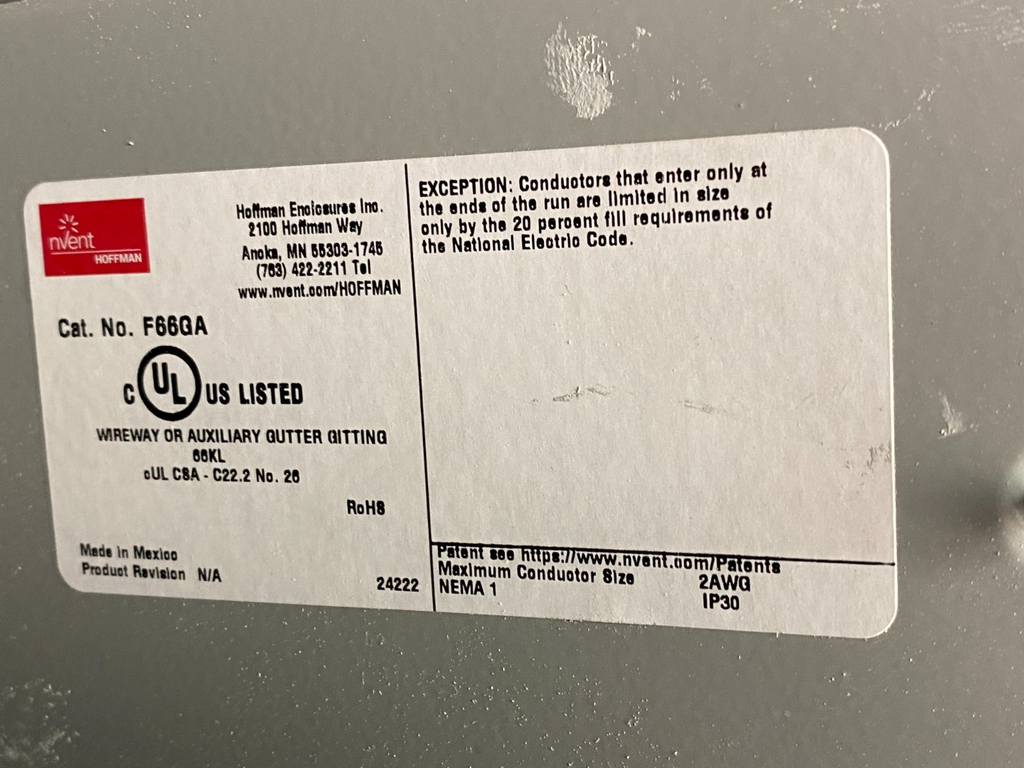 nVent
HOFFMAN
Hoffman Enclosures Inc.
2100 Hoffman Way
Anoka, MN 55303-1745
(763) 422-2211 Tel
www.nvent.com/HOFFMAN
Cat. No. F66GA
c UL US LISTED
WIREWAY OR AUXILIARY GUTTER GITTING
66KL
cUL CSA - C22.2 No. 26
RoHS
Made in Mexico
Product Revision N/A
24222
EXCEPTION: Conductors that enter only at
the ends of the run are limited in size
only by the 20 percent fill requirements of
the National Electric Code.
Patent see https://www.nvent.com/Patents
Maximum Conductor Size 2AWG
NEMA 1 IP30